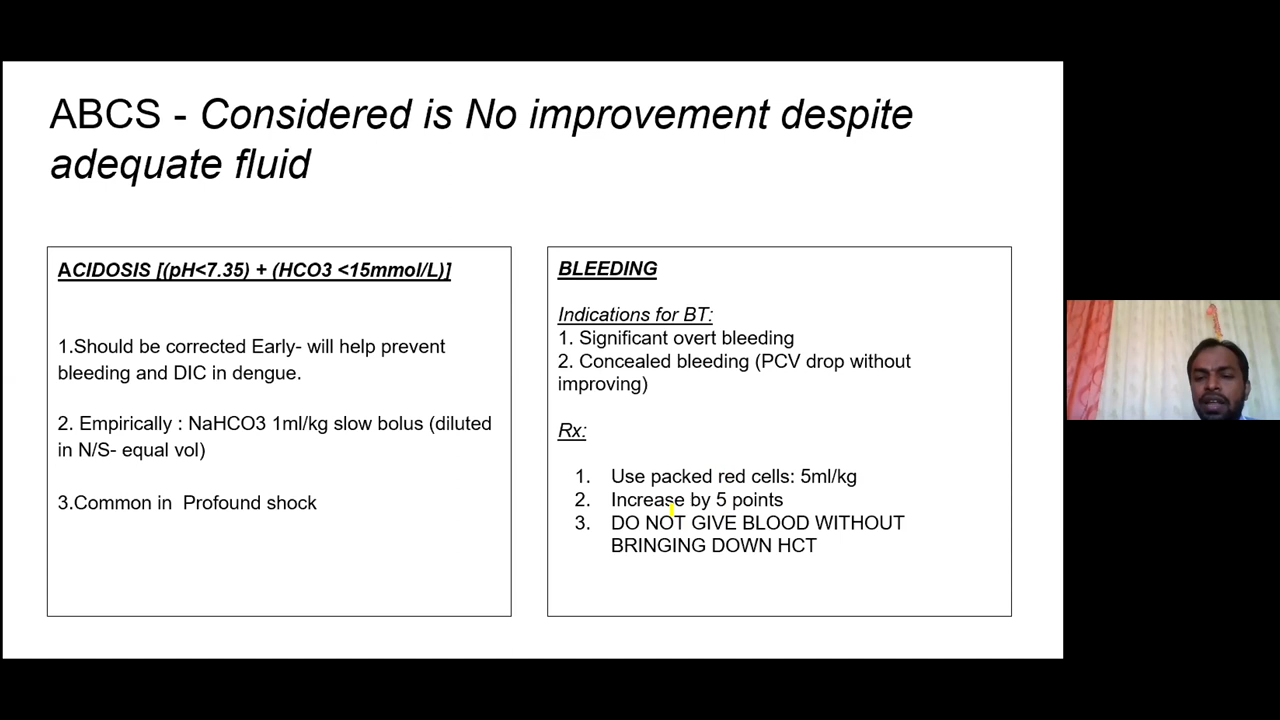 ABCS - Considered is No improvement despite
adequate fluid
ACIDOSIS [(pH<7.35) + (HCO3 <15mmol/L)]
1.Should be corrected Early- will help prevent
bleeding and DIC in dengue.
2. Empirically : NaHCO3 1ml/kg slow bolus (diluted
in N/S- equal vol)
3.Common in  Profound shock
BLEEDING
Indications for BT:
1. Significant overt bleeding
2. Concealed bleeding (PCV drop without
improving)
Rx:
1. Use packed red cells: 5ml/kg
2. Increase by 5 points
3. DO NOT GIVE BLOOD WITHOUT
BRINGING DOWN HCT